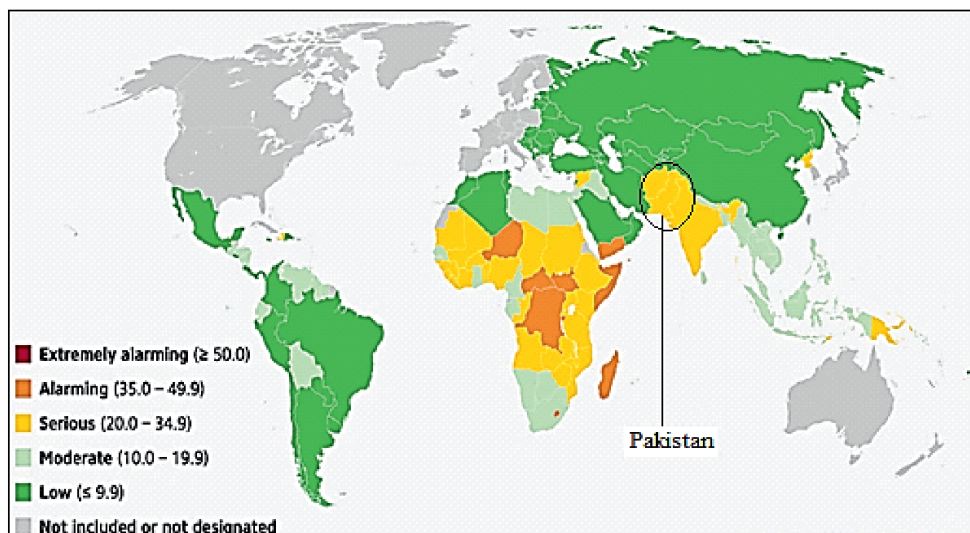 Extremely alarming (≥ 50.0)
Alarming (35.0 – 49.9)
Serious (20.0 – 34.9)
Moderate (10.0 – 19.9)
Low (≤ 9.9)
Not included or not designated
Pakistan